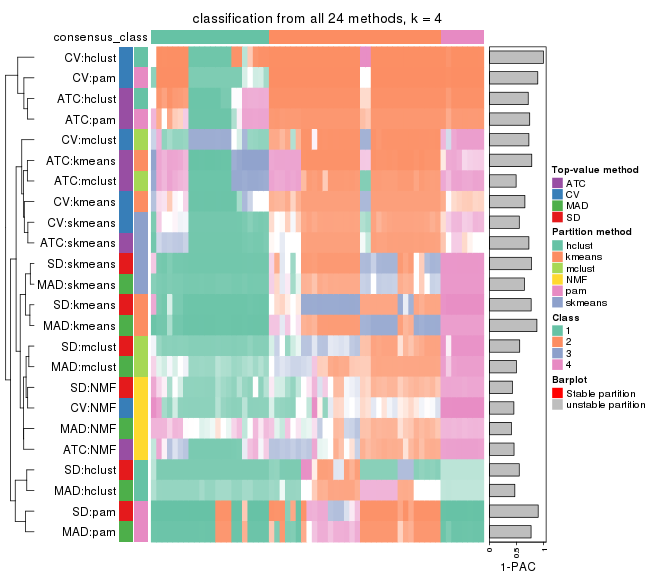 classification from all 24 methods, k = 4
consensus_class
CV:hclust
CV:pam
ATC:hclust
ATC:pam
CV:mclust
ATC:kmeans
ATC:mclust
CV:kmeans
CV:skmeans
ATC:skmeans
SD:skmeans
MAD:skmeans
SD:kmeans
MAD:kmeans
SD:mclust
MAD:mclust
SD:NMF
CV:NMF
MAD:NMF
ATC:NMF
SD:hclust
MAD:hclust
SD:pam
MAD:pam
0
0.5
1
1-PAC
Top-value method
ATC
CV
MAD
SD
Partition method
hclust
kmeans
mclust
NMF
pam
skmeans
Class
1
2
3
4
Barplot
Stable partition
unstable partition